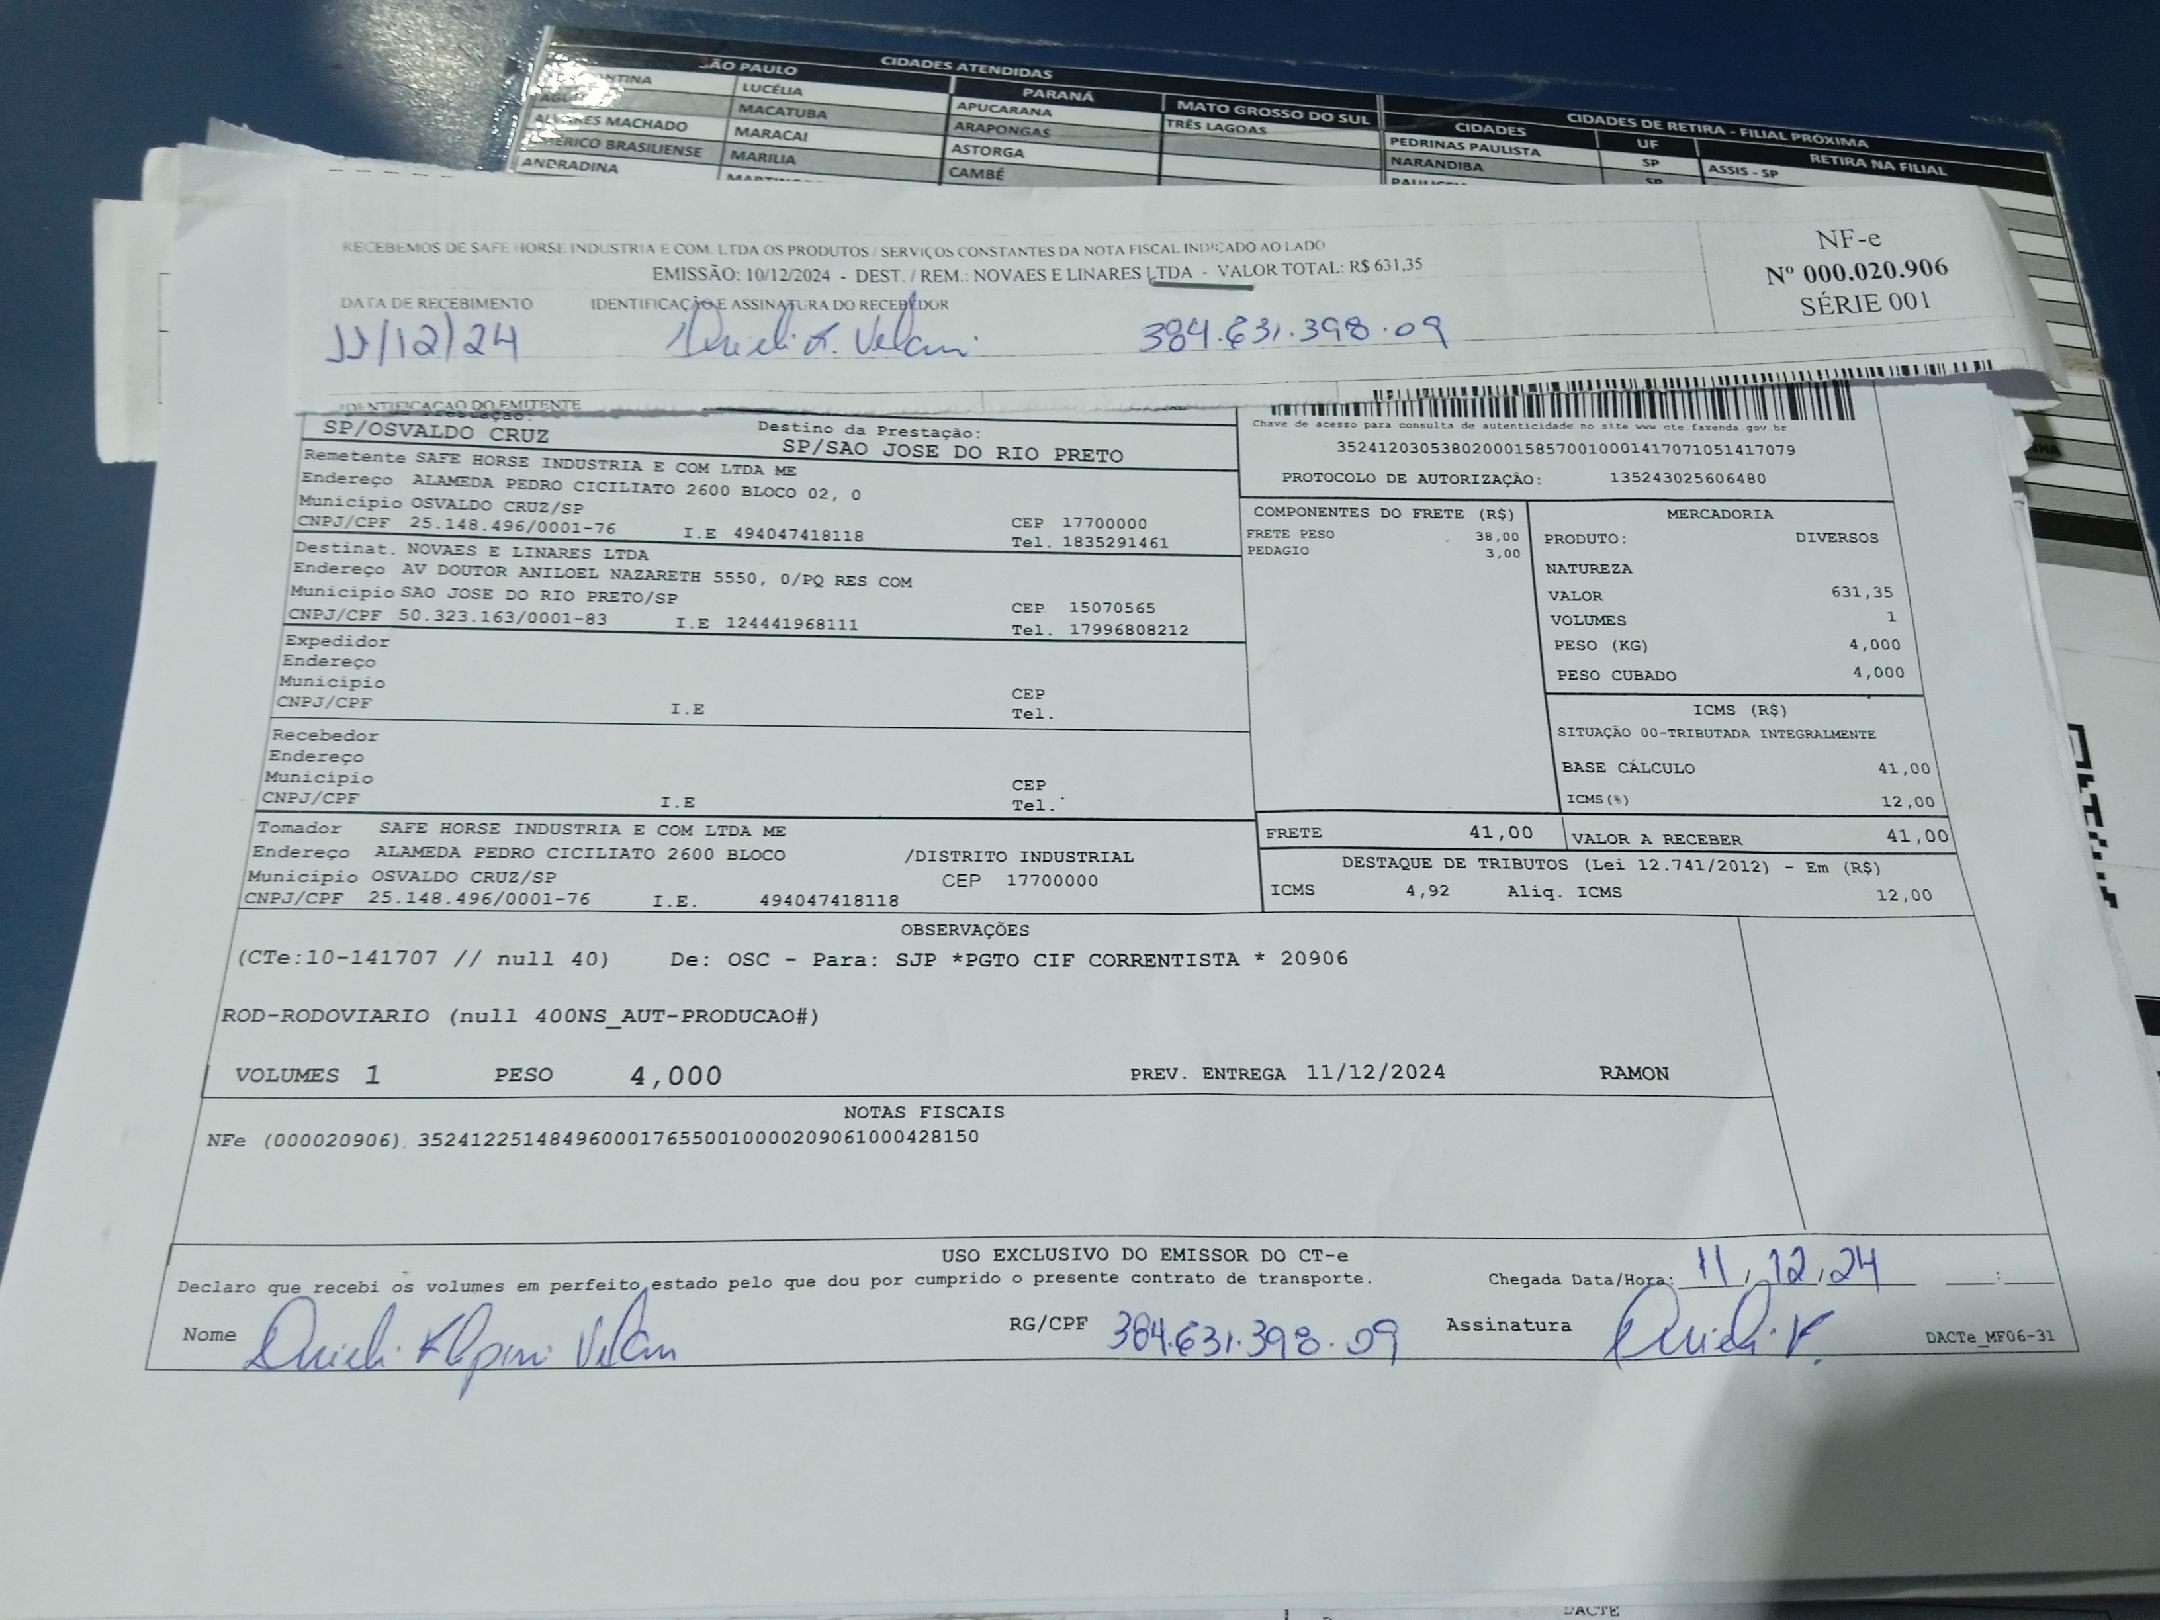 CIDADES ATENDIDAS
SÃO PAULO PARANÁ MATO GROSSO DO SUL CIDADES DE RETIRA - FILIAL PRÓXIMA
CIDADES UF RETIRA NA FILIAL
LUCÉLIA APUCARANA TRÊS LAGOAS PEDRINAS PAULISTA SP ASSIS - SP
MACATUBA ARAPONGAS NARANDIBA SP
MACHADO MARACAI ASTORGA
BRASILIENSE MARILIA CAMBÉ
ANDRADINA
RECEBEMOS DE SAFE HORSE INDUSTRIA E COM. LTDA OS PRODUTOS / SERVIÇOS CONSTANTES DA NOTA FISCAL INDICADO AO LADO
EMISSÃO: 10/12/2024 - DEST. / REM.: NOVAES E LINARES LTDA - VALOR TOTAL: R$ 631,35
NF-e
Nº 000.020.906
SÉRIE 001
DATA DE RECEBIMENTO IDENTIFICAÇÃO E ASSINATURA DO RECEBEDOR
11/12/24 384.631.398.09
IDENTIFICAÇÃO DO EMITENTE
SP/OSVALDO CRUZ
Destino da Prestação:
SP/SAO JOSE DO RIO PRETO
Chave de acesso para consulta de autenticidade no site www.cte.fazenda.gov.br
35241203053802000158570010001417071051417079
PROTOCOLO DE AUTORIZAÇÃO: 135243025606480
Remetente SAFE HORSE INDUSTRIA E COM LTDA ME
Endereço ALAMEDA PEDRO CICILIATO 2600 BLOCO 02, 0
Município OSVALDO CRUZ/SP CEP 17700000
CNPJ/CPF 25.148.496/0001-76 I.E 494047418118 Tel. 1835291461
Destinat. NOVAES E LINARES LTDA
Endereço AV DOUTOR ANILOEL NAZARETH 5550, 0/PQ RES COM
Município SAO JOSE DO RIO PRETO/SP CEP 15070565
CNPJ/CPF 50.323.163/0001-83 I.E 124441968111 Tel. 17996808212
Expedidor
Endereço
Município CEP
CNPJ/CPF I.E Tel.
Recebedor
Endereço
Município CEP
CNPJ/CPF I.E Tel.
Tomador SAFE HORSE INDUSTRIA E COM LTDA ME
Endereço ALAMEDA PEDRO CICILIATO 2600 BLOCO /DISTRITO INDUSTRIAL
Município OSVALDO CRUZ/SP CEP 17700000
CNPJ/CPF 25.148.496/0001-76 I.E. 494047418118
COMPONENTES DO FRETE (R$)
FRETE PESO 38,00
PEDAGIO 3,00
MERCADORIA
PRODUTO: DIVERSOS
NATUREZA
VALOR 631,35
VOLUMES 1
PESO (KG) 4,000
PESO CUBADO 4,000
ICMS (R$)
SITUAÇÃO 00-TRIBUTADA INTEGRALMENTE
BASE CÁLCULO 41,00
ICMS(%) 12,00
FRETE 41,00 VALOR A RECEBER 41,00
DESTAQUE DE TRIBUTOS (Lei 12.741/2012) - Em (R$)
ICMS 4,92 Aliq. ICMS 12,00
OBSERVAÇÕES
(CTe:10-141707 // null 40) De: OSC - Para: SJP *PGTO CIF CORRENTISTA * 20906
ROD-RODOVIARIO (null 400NS_AUT-PRODUCAO#)
VOLUMES 1 PESO 4,000 PREV. ENTREGA 11/12/2024 RAMON
NOTAS FISCAIS
NFe (000020906). 35241225148496000176550010000209061000428150
USO EXCLUSIVO DO EMISSOR DO CT-e
Declaro que recebi os volumes em perfeito estado pelo que dou por cumprido o presente contrato de transporte. Chegada Data/Hora: 11/12/24 __:__
Nome RG/CPF 384.631.398.09 Assinatura DACTe_MF06-31
DACTE